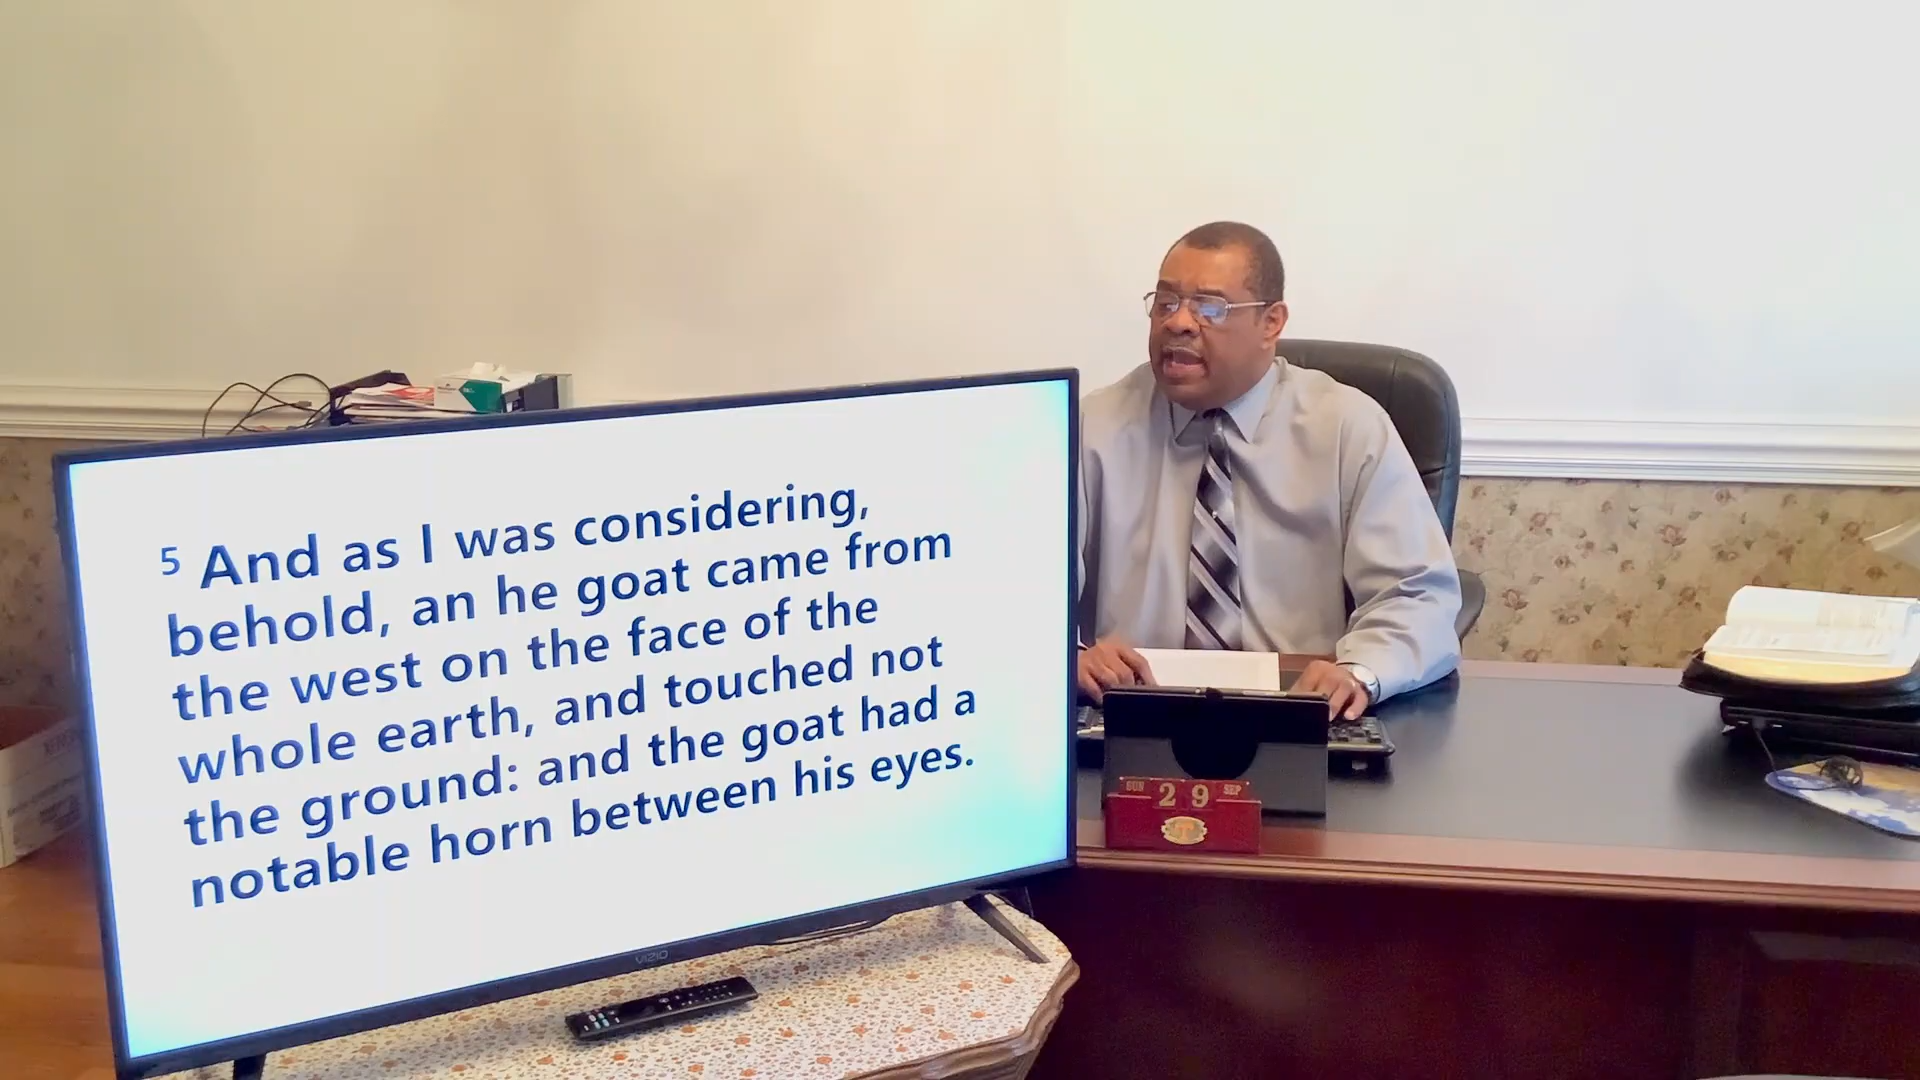 5 And as I was considering,
behold, an he goat came from
the west on the face of the
whole earth, and touched not
the ground: and the goat had a
notable horn between his eyes.
VIZIO
SUN 29 SEP
T